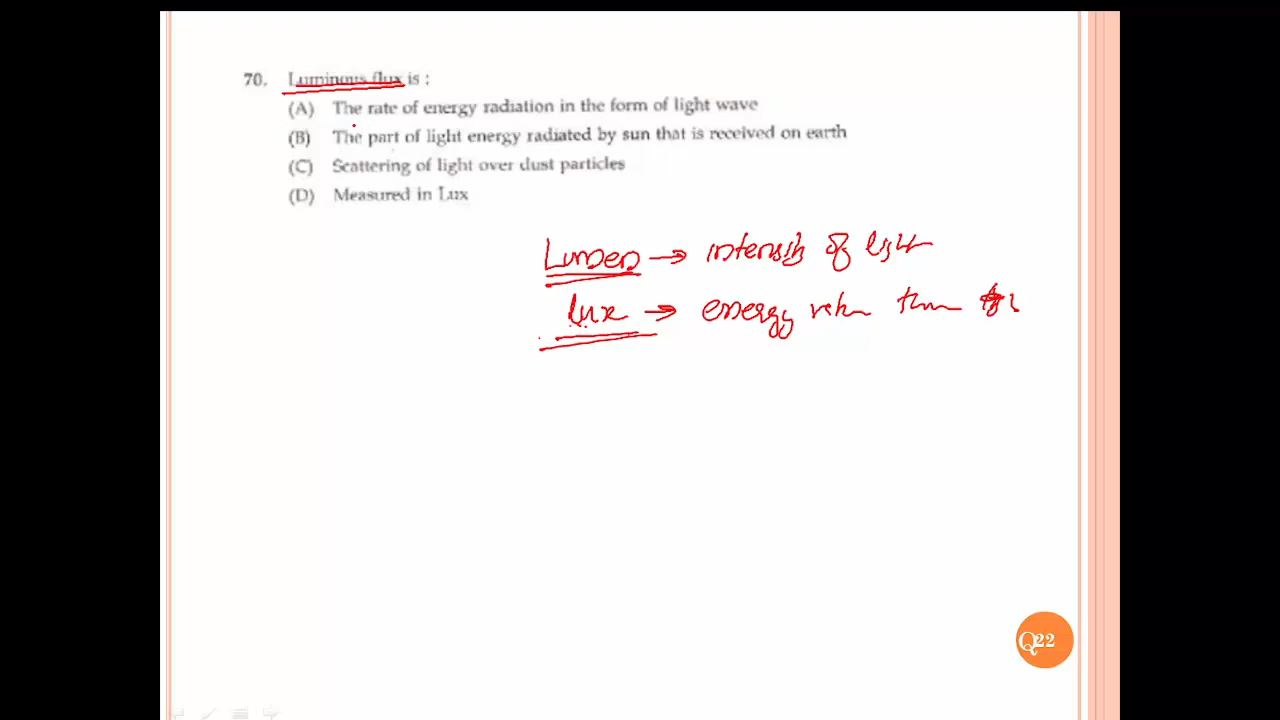 70. Luminous flux is :
(A) The rate of energy radiation in the form of light wave
(B) The part of light energy radiated by sun that is received on earth
(C) Scattering of light over dust particles
(D) Measured in Lux
Lumen → intensity of light
lux → energy
Q22